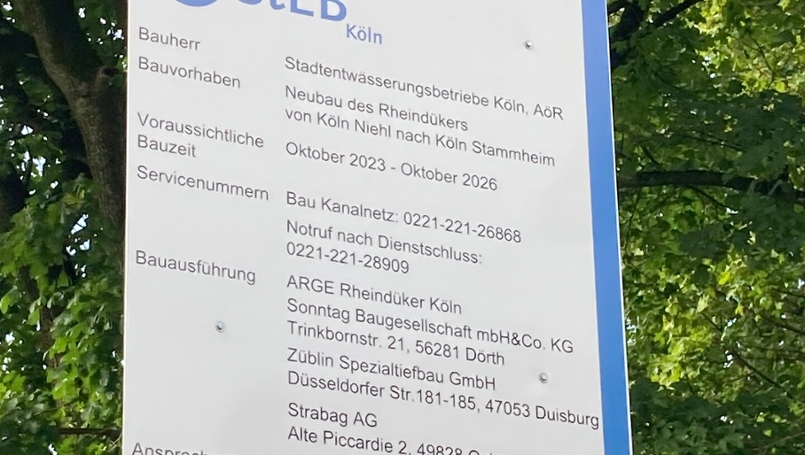 StEB
Köln
Bauherr Stadtentwässerungsbetriebe Köln, AöR
Bauvorhaben Neubau des Rheindükers
von Köln Niehl nach Köln Stammheim
Voraussichtliche
Bauzeit Oktober 2023 - Oktober 2026
Servicenummern Bau Kanalnetz: 0221-221-26868
Notruf nach Dienstschluss:
0221-221-28909
Bauausführung ARGE Rheindüker Köln
Sonntag Baugesellschaft mbH&Co. KG
Trinkbornstr. 21, 56281 Dörth
Züblin Spezialtiefbau GmbH
Düsseldorfer Str.181-185, 47053 Duisburg
Strabag AG
Alte Piccardie 2, 49828